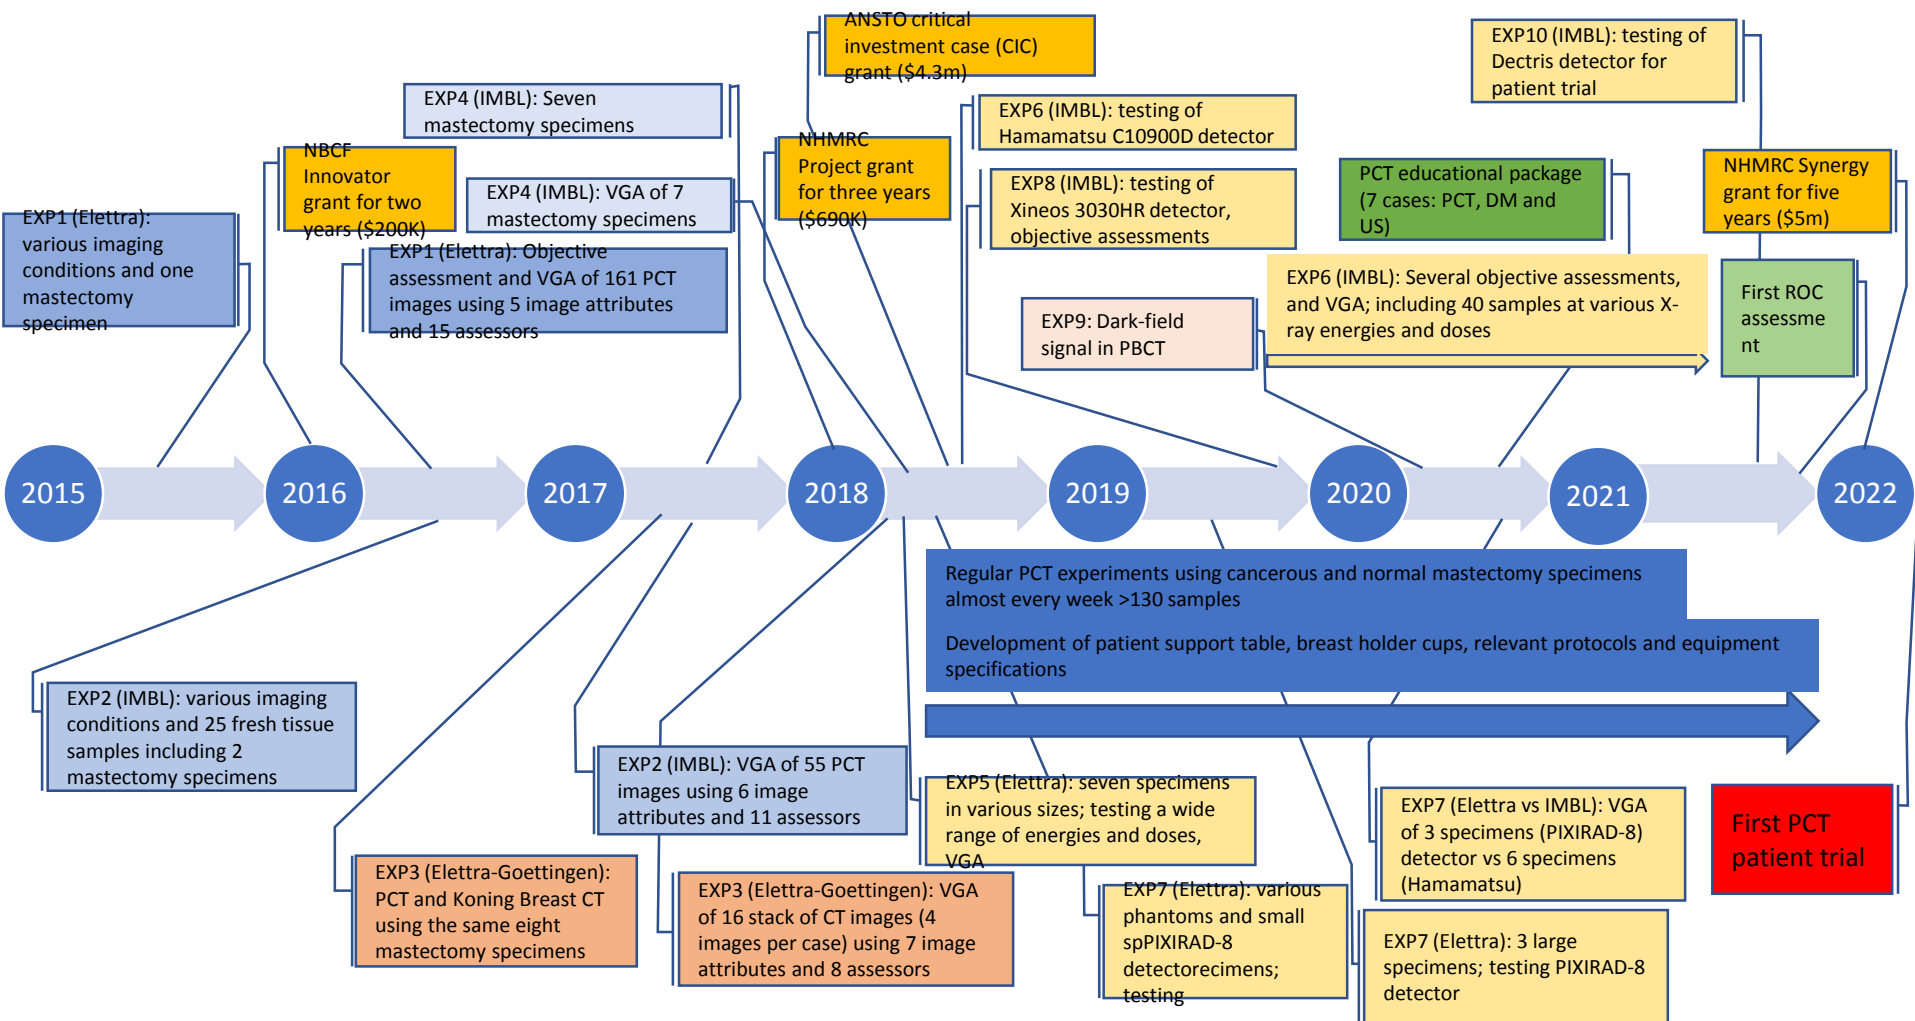 ANSTO critical
investment case (CIC)
grant ($4.3m)
EXP10 (IMBL): testing of
Dectris detector for
patient trial
EXP4 (IMBL): Seven
mastectomy specimens
EXP6 (IMBL): testing of
Hamamatsu C10900D detector
NBCF
Innovator
grant for two
years ($200K)
EXP4 (IMBL): VGA of 7
mastectomy specimens
NHMRC
Project grant
for three years
($690K)
EXP8 (IMBL): testing of
Xineos 3030HR detector,
objective assessments
PCT educational package
(7 cases: PCT, DM and
US)
NHMRC Synergy
grant for five
years ($5m)
EXP1 (Elettra):
various imaging
conditions and one
mastectomy
specimen
EXP1 (Elettra): Objective
assessment and VGA of 161 PCT
images using 5 image attributes
and 15 assessors
EXP9: Dark-field
signal in PBCT
EXP6 (IMBL): Several objective assessments,
and VGA; including 40 samples at various X-
ray energies and doses
First ROC
assessme
nt
2015
2016
2017
2018
2019
2020
2021
2022
Regular PCT experiments using cancerous and normal mastectomy specimens
almost every week >130 samples
Development of patient support table, breast holder cups, relevant protocols and equipment
specifications
EXP2 (IMBL): various imaging
conditions and 25 fresh tissue
samples including 2
mastectomy specimens
EXP2 (IMBL): VGA of 55 PCT
images using 6 image
attributes and 11 assessors
EXP5 (Elettra): seven specimens
in various sizes; testing a wide
range of energies and doses,
VGA
EXP7 (Elettra vs IMBL): VGA
of 3 specimens (PIXIRAD-8)
detector vs 6 specimens
(Hamamatsu)
First PCT
patient trial
EXP3 (Elettra-Goettingen):
PCT and Koning Breast CT
using the same eight
mastectomy specimens
EXP3 (Elettra-Goettingen): VGA
of 16 stack of CT images (4
images per case) using 7 image
attributes and 8 assessors
EXP7 (Elettra): various
phantoms and small
spPIXIRAD-8
detectorecimens;
testing
EXP7 (Elettra): 3 large
specimens; testing PIXIRAD-8
detector